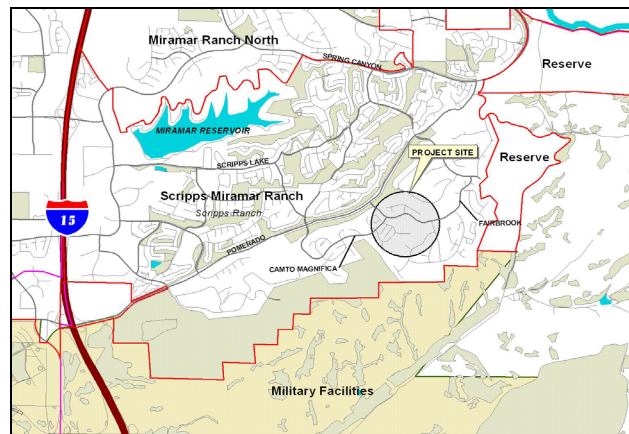 Miramar Ranch North
SPRING CANYON
Reserve
MIRAMAR RESERVOIR
PROJECT SITE
Reserve
SCRIPPS LAKE
Scripps Miramar Ranch
Scripps Ranch
15
FAIRBROOK
POMERADO
CAMTO MAGNIFICA
Military Facilities